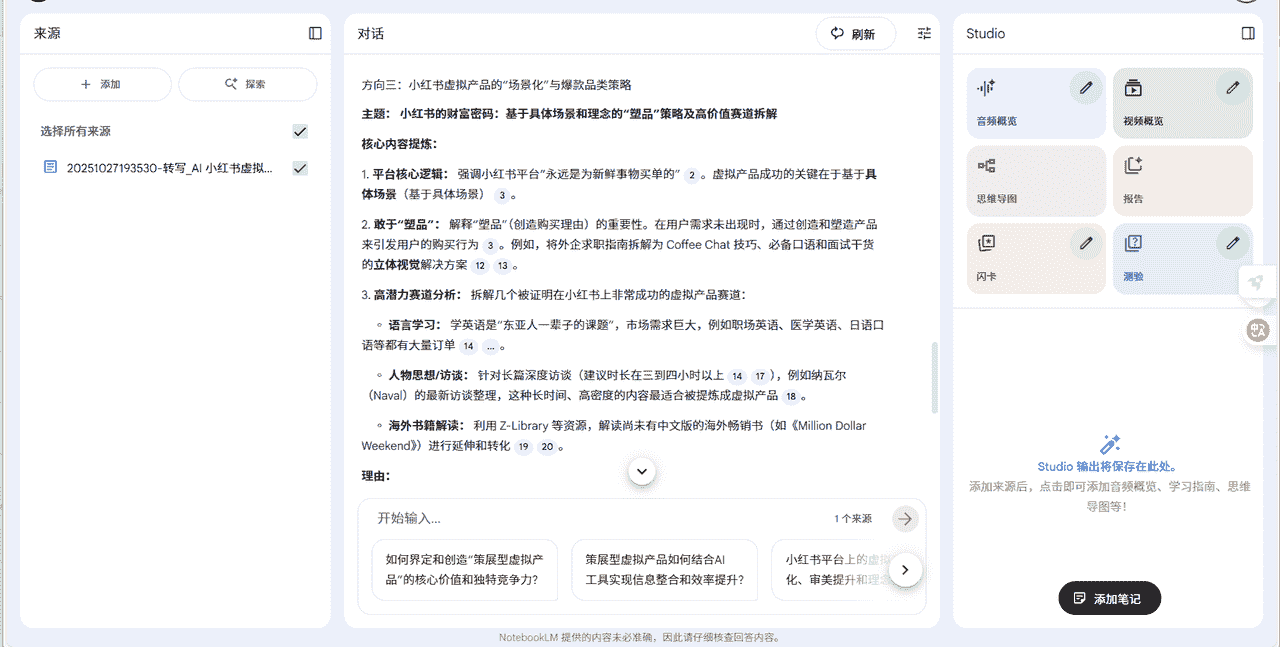 来源
添加
探索
选择所有来源
20251027193530-转写_AI 小红书虚拟...
对话
刷新
方向三：小红书虚拟产品的“场景化”与爆款品类策略
主题： 小红书的财富密码：基于具体场景和理念的“塑品”策略及高价值赛道拆解
核心内容提炼：
1. 平台核心逻辑： 强调小红书平台“永远是为新鲜事物买单的” 2 。虚拟产品成功的关键在于基于具
体场景（基于具体场景） 3 。
2. 敢于“塑品”： 解释“塑品”（创造购买理由）的重要性。在用户需求未出现时，通过创造和塑造产品
来引发用户的购买行为 3 。例如，将外企求职指南拆解为 Coffee Chat 技巧、必备口语和面试干货
的立体视觉解决方案 12 13 。
3. 高潜力赛道分析： 拆解几个被证明在小红书上非常成功的虚拟产品赛道：
◦ 语言学习： 学英语是“东亚人一辈子的课题”，市场需求巨大，例如职场英语、医学英语、日语口
语等都有大量订单 14 ... 。
◦ 人物思想/访谈： 针对长篇深度访谈（建议时长在三到四小时以上 14 17 ），例如纳瓦尔
（Naval）的最新访谈整理，这种长时间、高密度的内容最适合被提炼成虚拟产品 18 。
◦ 海外书籍解读： 利用 Z-Library 等资源，解读尚未有中文版的海外畅销书（如《Million Dollar
Weekend》）进行延伸和转化 19 20 。
理由：
开始输入...
1 个来源
如何界定和创造“策展型虚拟产
品”的核心价值和独特竞争力？
策展型虚拟产品如何结合AI
工具实现信息整合和效率提升？
小红书平台上的虚拟
化、审美提升和理念
NotebookLM 提供的内容未必准确，因此请仔细核查回答内容。
Studio
音频概览
视频概览
思维导图
报告
闪卡
测验
Studio 输出将保存在此处。
添加来源后，点击即可添加音频概览、学习指南、思维
导图等！
添加笔记